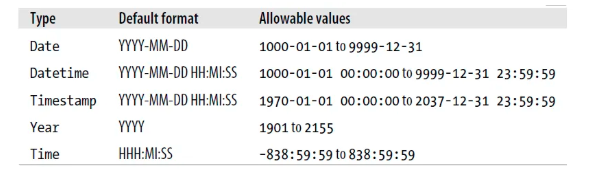 Type Default format Allowable values
Date YYYY-MM-DD 1000-01-01 to 9999-12-31
Datetime YYYY-MM-DD HH:MI:SS 1000-01-01 00:00:00 to 9999-12-31 23:59:59
Timestamp YYYY-MM-DD HH:MI:SS 1970-01-01 00:00:00 to 2037-12-31 23:59:59
Year YYYY 1901 to 2155
Time HHH:MI:SS -838:59:59 to 838:59:59